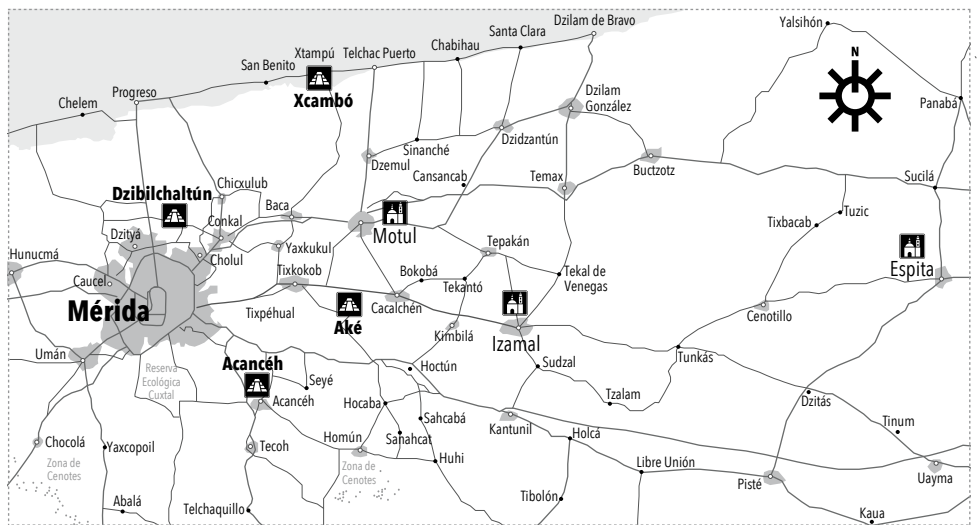 Dzilam de Bravo
Yalsihón
Santa Clara
Chabihau
Telchac Puerto
Xtampú
San Benito
Xcambó
N
Progreso
Chelem
Panabá
Dzilam
González
Dzidzantún
Sinanché
Dzemul
Cansancab
Buctzotz
Temax
Sucilá
Chicxulub
Dzibilchaltún
Conkal
Baca
Motul
Tixbacab
Tuzic
Dzityá
Cholul
Yaxkukul
Tepakán
Hunucmá
Caucel
Tixkokob
Bokobá
Tekantó
Tekal de
Venegas
Espita
Mérida
Tixpéhual
Aké
Cacalchén
Kimbilá
Izamal
Cenotillo
Umán
Reserva
Ecológica
Cuxtal
Acancéh
Seyé
Hoctún
Sudzal
Tunkás
Acancéh
Hocaba
Sahcabá
Tzalam
Dzitás
Kantunil
Tinum
Chocolá
Yaxcopoil
Tecoh
Homún
Sanahcat
Holcá
Zona de
Cenotes
Zona de
Cenotes
Huhi
Libre Unión
Pisté
Uayma
Abalá
Telchaquillo
Tibolón
Kaua